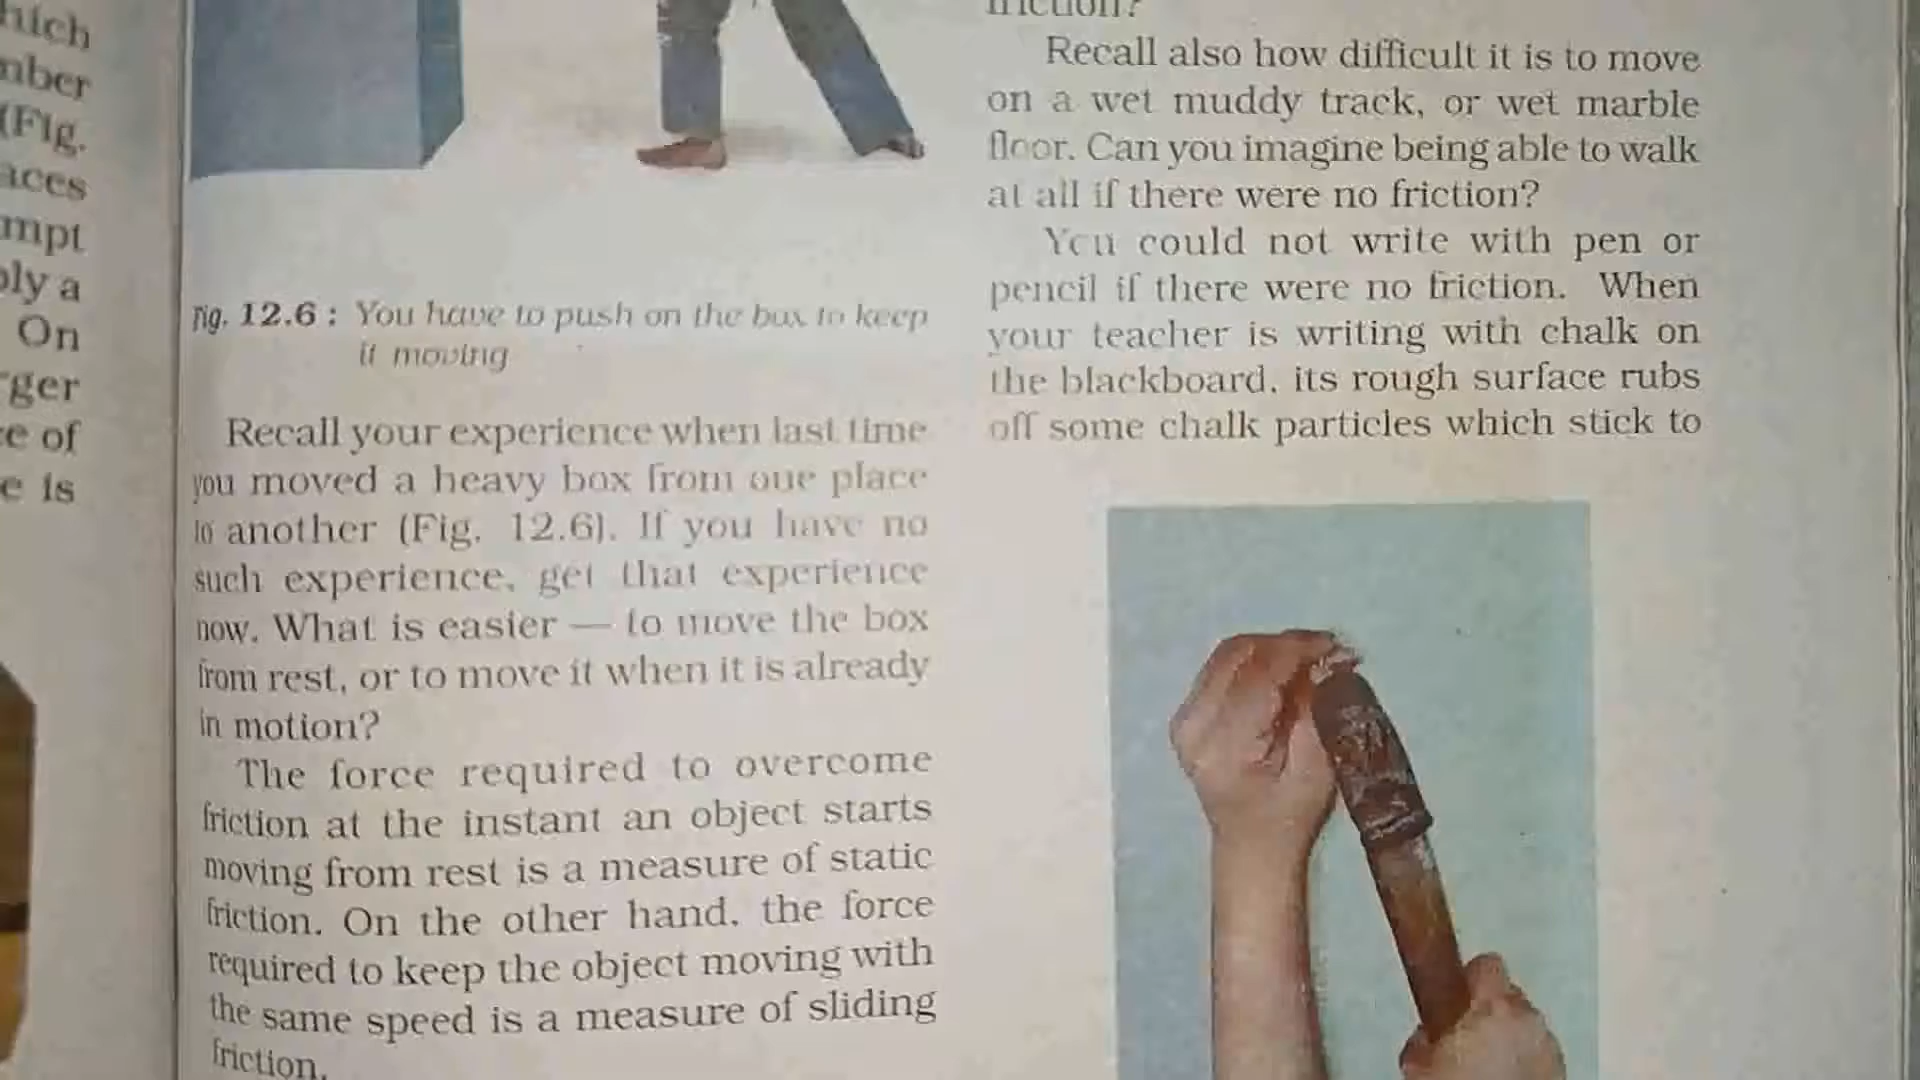 hich
nber
(Fig.
aces
mpt
ply a
On
rger
ce of
e is
Fig. 12.6 : You have to push on the box to keep
it moving
Recall your experience when last time
you moved a heavy box from one place
to another (Fig. 12.6). If you have no
such experience, get that experience
now. What is easier — to move the box
from rest, or to move it when it is already
in motion?
The force required to overcome
friction at the instant an object starts
moving from rest is a measure of static
friction. On the other hand, the force
required to keep the object moving with
the same speed is a measure of sliding
friction.
friction?
Recall also how difficult it is to move
on a wet muddy track, or wet marble
floor. Can you imagine being able to walk
at all if there were no friction?
You could not write with pen or
pencil if there were no friction. When
your teacher is writing with chalk on
the blackboard, its rough surface rubs
off some chalk particles which stick to